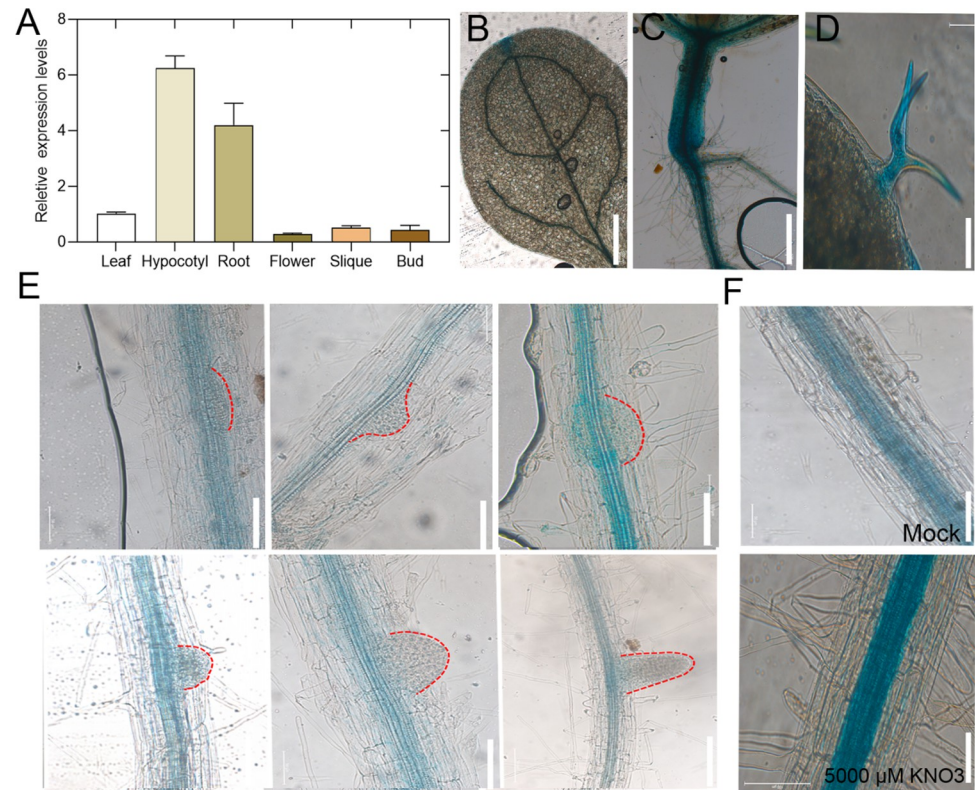 A
B
C
D
Reletive expression levels
8
6
4
2
0
Leaf Hypocotyl Root Flower Slique Bud
E
F
Mock
5000 µM KNO3